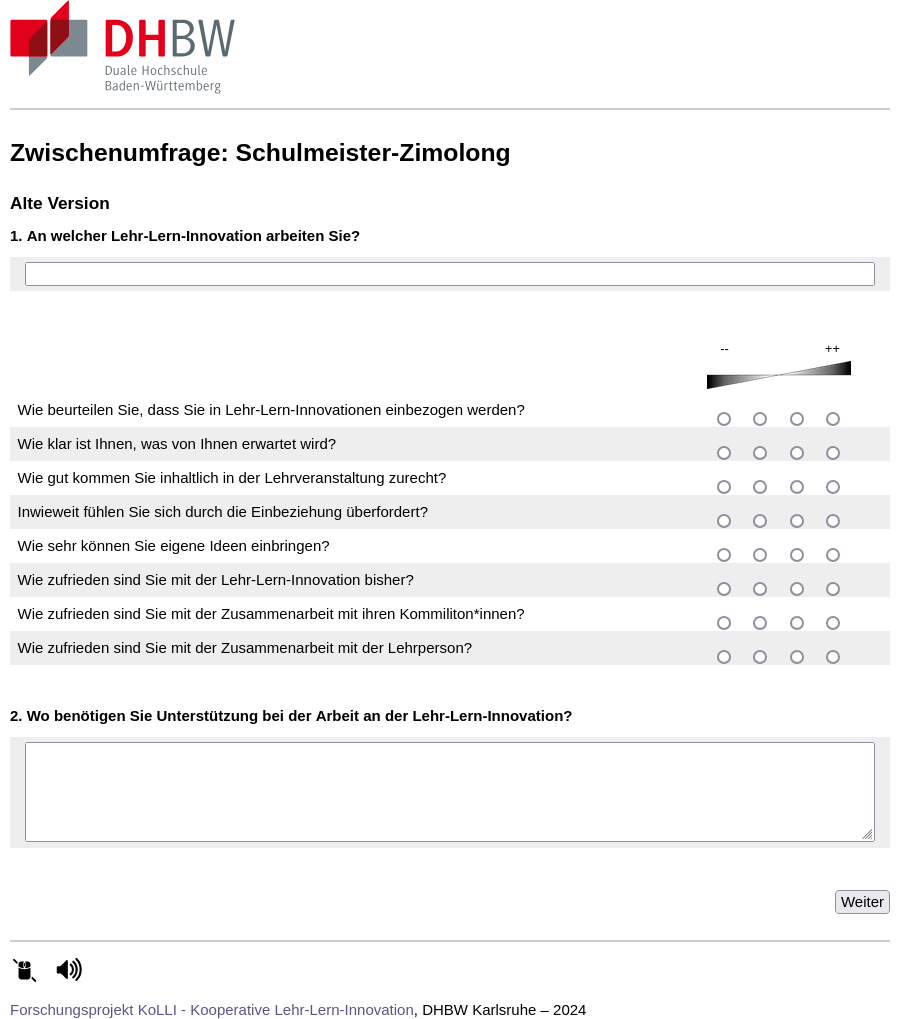 DHBW
Duale Hochschule
Baden-Württemberg
Zwischenumfrage: Schulmeister-Zimolong
Alte Version
1. An welcher Lehr-Lern-Innovation arbeiten Sie?
-- ++
Wie beurteilen Sie, dass Sie in Lehr-Lern-Innovationen einbezogen werden?
Wie klar ist Ihnen, was von Ihnen erwartet wird?
Wie gut kommen Sie inhaltlich in der Lehrveranstaltung zurecht?
Inwieweit fühlen Sie sich durch die Einbeziehung überfordert?
Wie sehr können Sie eigene Ideen einbringen?
Wie zufrieden sind Sie mit der Lehr-Lern-Innovation bisher?
Wie zufrieden sind Sie mit der Zusammenarbeit mit ihren Kommiliton*innen?
Wie zufrieden sind Sie mit der Zusammenarbeit mit der Lehrperson?
2. Wo benötigen Sie Unterstützung bei der Arbeit an der Lehr-Lern-Innovation?
Weiter
Forschungsprojekt KoLLI - Kooperative Lehr-Lern-Innovation, DHBW Karlsruhe – 2024